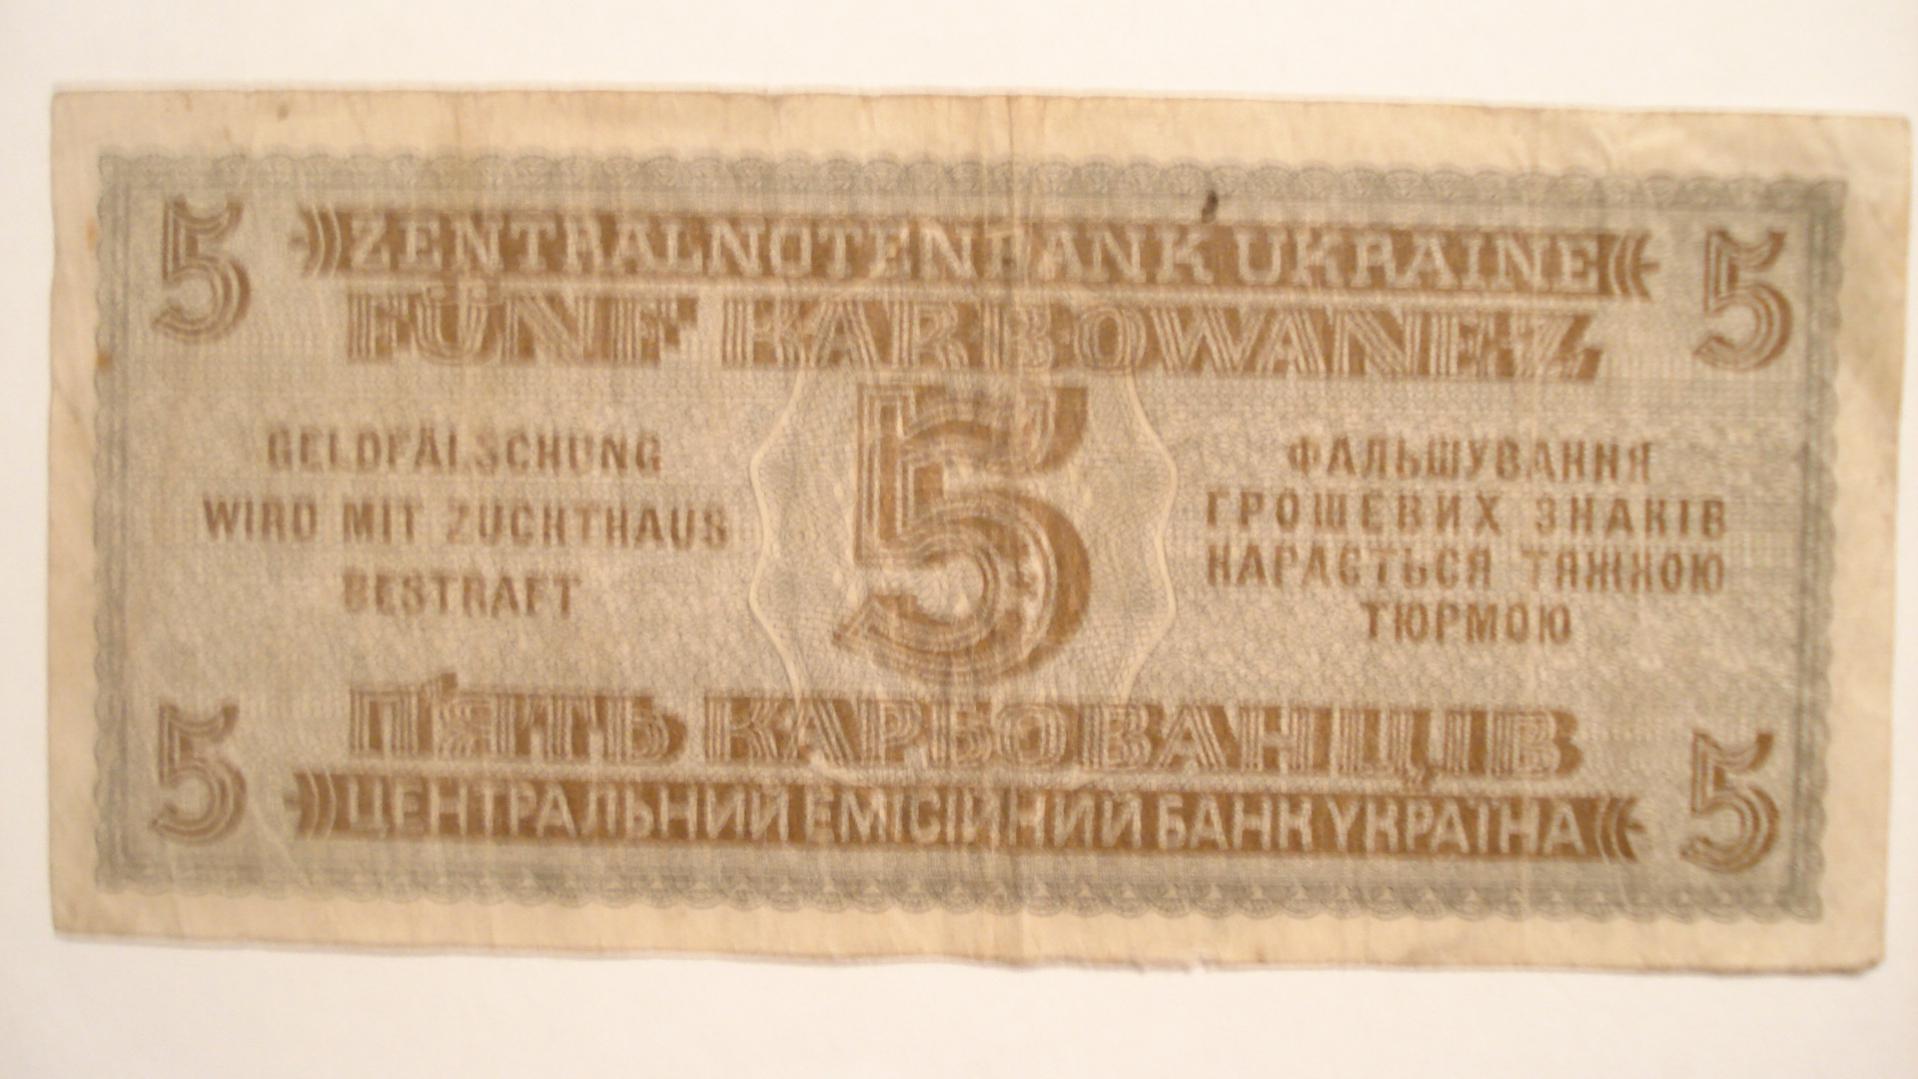 5 ZENTRALNOTENBANK UKRAINE 5
FÜNF KARBOWANEZ
5
GELDFÄLSCHUNG
WIRD MIT ZUCHTHAUS
BESTRAFT
ФАЛЬШУВАННЯ
ГРОШЕВИХ ЗНАКІВ
КАРАЄТЬСЯ ТЯЖКОЮ
ТЮРМОЮ
П'ЯТЬ КАРБОВАНЦІВ
5 ЦЕНТРАЛЬНИЙ ЕМІСІЙНИЙ БАНК УКРАЇНА 5